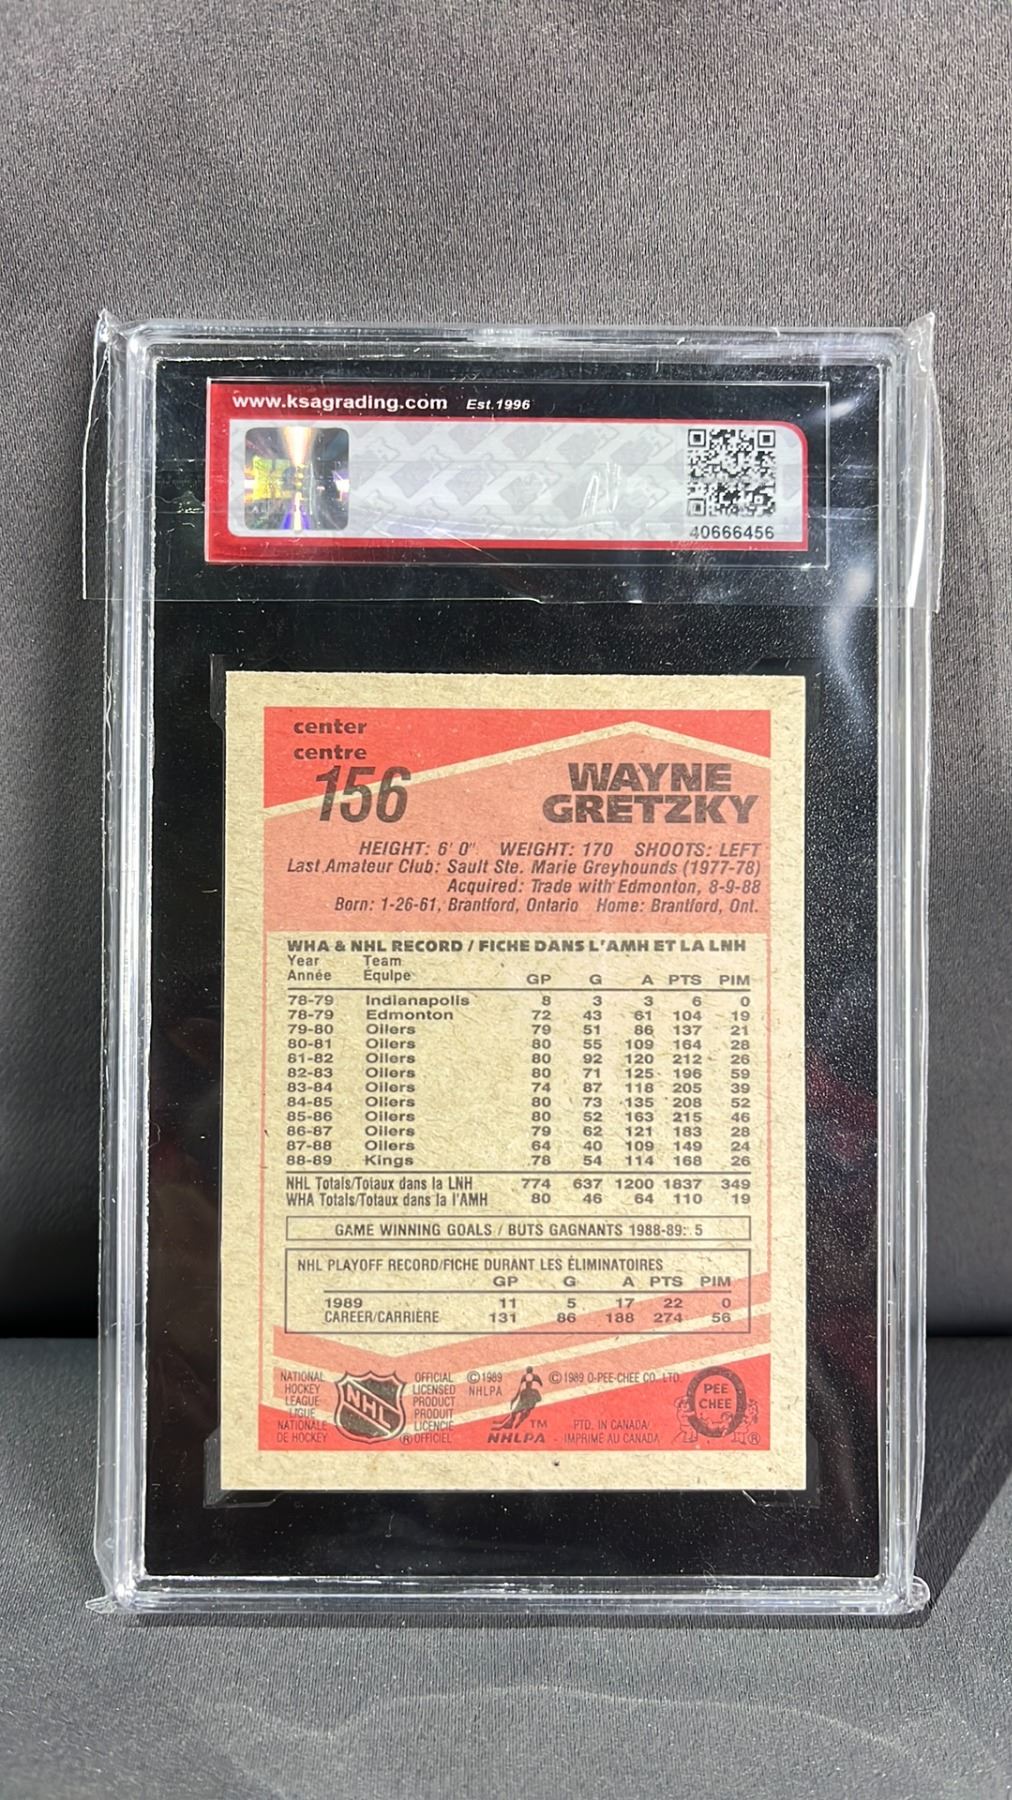 www.ksagrading.com Est.1996
40666456
center
centre
156
WAYNE
GRETZKY
HEIGHT: 6' 0" WEIGHT: 170 SHOOTS: LEFT
Last Amateur Club: Sault Ste. Marie Greyhounds (1977-78)
Acquired: Trade with Edmonton, 8-9-88
Born: 1-26-61, Brantford, Ontario Home: Brantford, Ont.
WHA & NHL RECORD / FICHE DANS L'AMH ET LA LNH
Year Team
Année Équipe GP G A PTS PIM
78-79 Indianapolis 8 3 3 6 0
78-79 Edmonton 72 43 61 104 19
79-80 Oilers 79 51 86 137 21
80-81 Oilers 80 55 109 164 28
81-82 Oilers 80 92 120 212 26
82-83 Oilers 80 71 125 196 59
83-84 Oilers 74 87 118 205 39
84-85 Oilers 80 73 135 208 52
85-86 Oilers 80 52 163 215 46
86-87 Oilers 79 62 121 183 28
87-88 Oilers 64 40 109 149 24
88-89 Kings 78 54 114 168 26
NHL Totals/Totaux dans la LNH 774 637 1200 1837 349
WHA Totals/Totaux dans la l'AMH 80 46 64 110 19
GAME WINNING GOALS / BUTS GAGNANTS 1988-89: 5
NHL PLAYOFF RECORD/FICHE DURANT LES ÉLIMINATOIRES
GP G A PTS PIM
1989 11 5 17 22 0
CAREER/CARRIÈRE 131 86 188 274 56
NATIONAL
HOCKEY
LEAGUE
LIGUE
NATIONALE
DE HOCKEY
NHL
®
OFFICIAL
LICENSED
PRODUCT
PRODUIT
LICENCIÉ
OFFICIEL
©1989
NHLPA
TM
NHLPA
©1989 O-PEE-CHEE CO. LTD.
PTD. IN CANADA/
IMPRIMÉ AU CANADA
PEE
CHEE
®